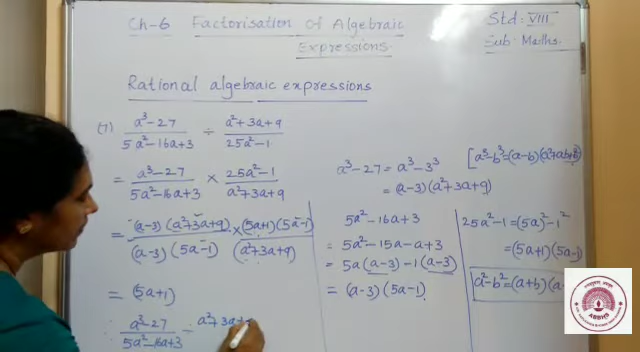 Ch-6 Factorisation Of Algebraic Expressions
Std: VIII
Sub: Maths
Rational algebraic expressions
(7) (a³-27)/(5a²-16a+3) ÷ (a²+3a+9)/(25a²-1)
= (a³-27)/(5a²-16a+3) × (25a²-1)/(a²+3a+9)
= (a-3)(a²+3a+9)/(a-3)(5a-1) × (5a+1)(5a-1)/(a²+3a+9)
= (5a+1)
∴ (a³-27)/(5a²-16a+3) ÷ a²+3a+9
a³-27 = a³-3³
= (a-3)(a²+3a+9)
[a³-b³=(a-b)(a²+ab+b²)
5a²-16a+3
= 5a²-15a-a+3
= 5a(a-3)-1(a-3)
= (a-3)(5a-1)
25a²-1=(5a)²-1²
=(5a+1)(5a-1)
a²-b²=(a+b)(a-